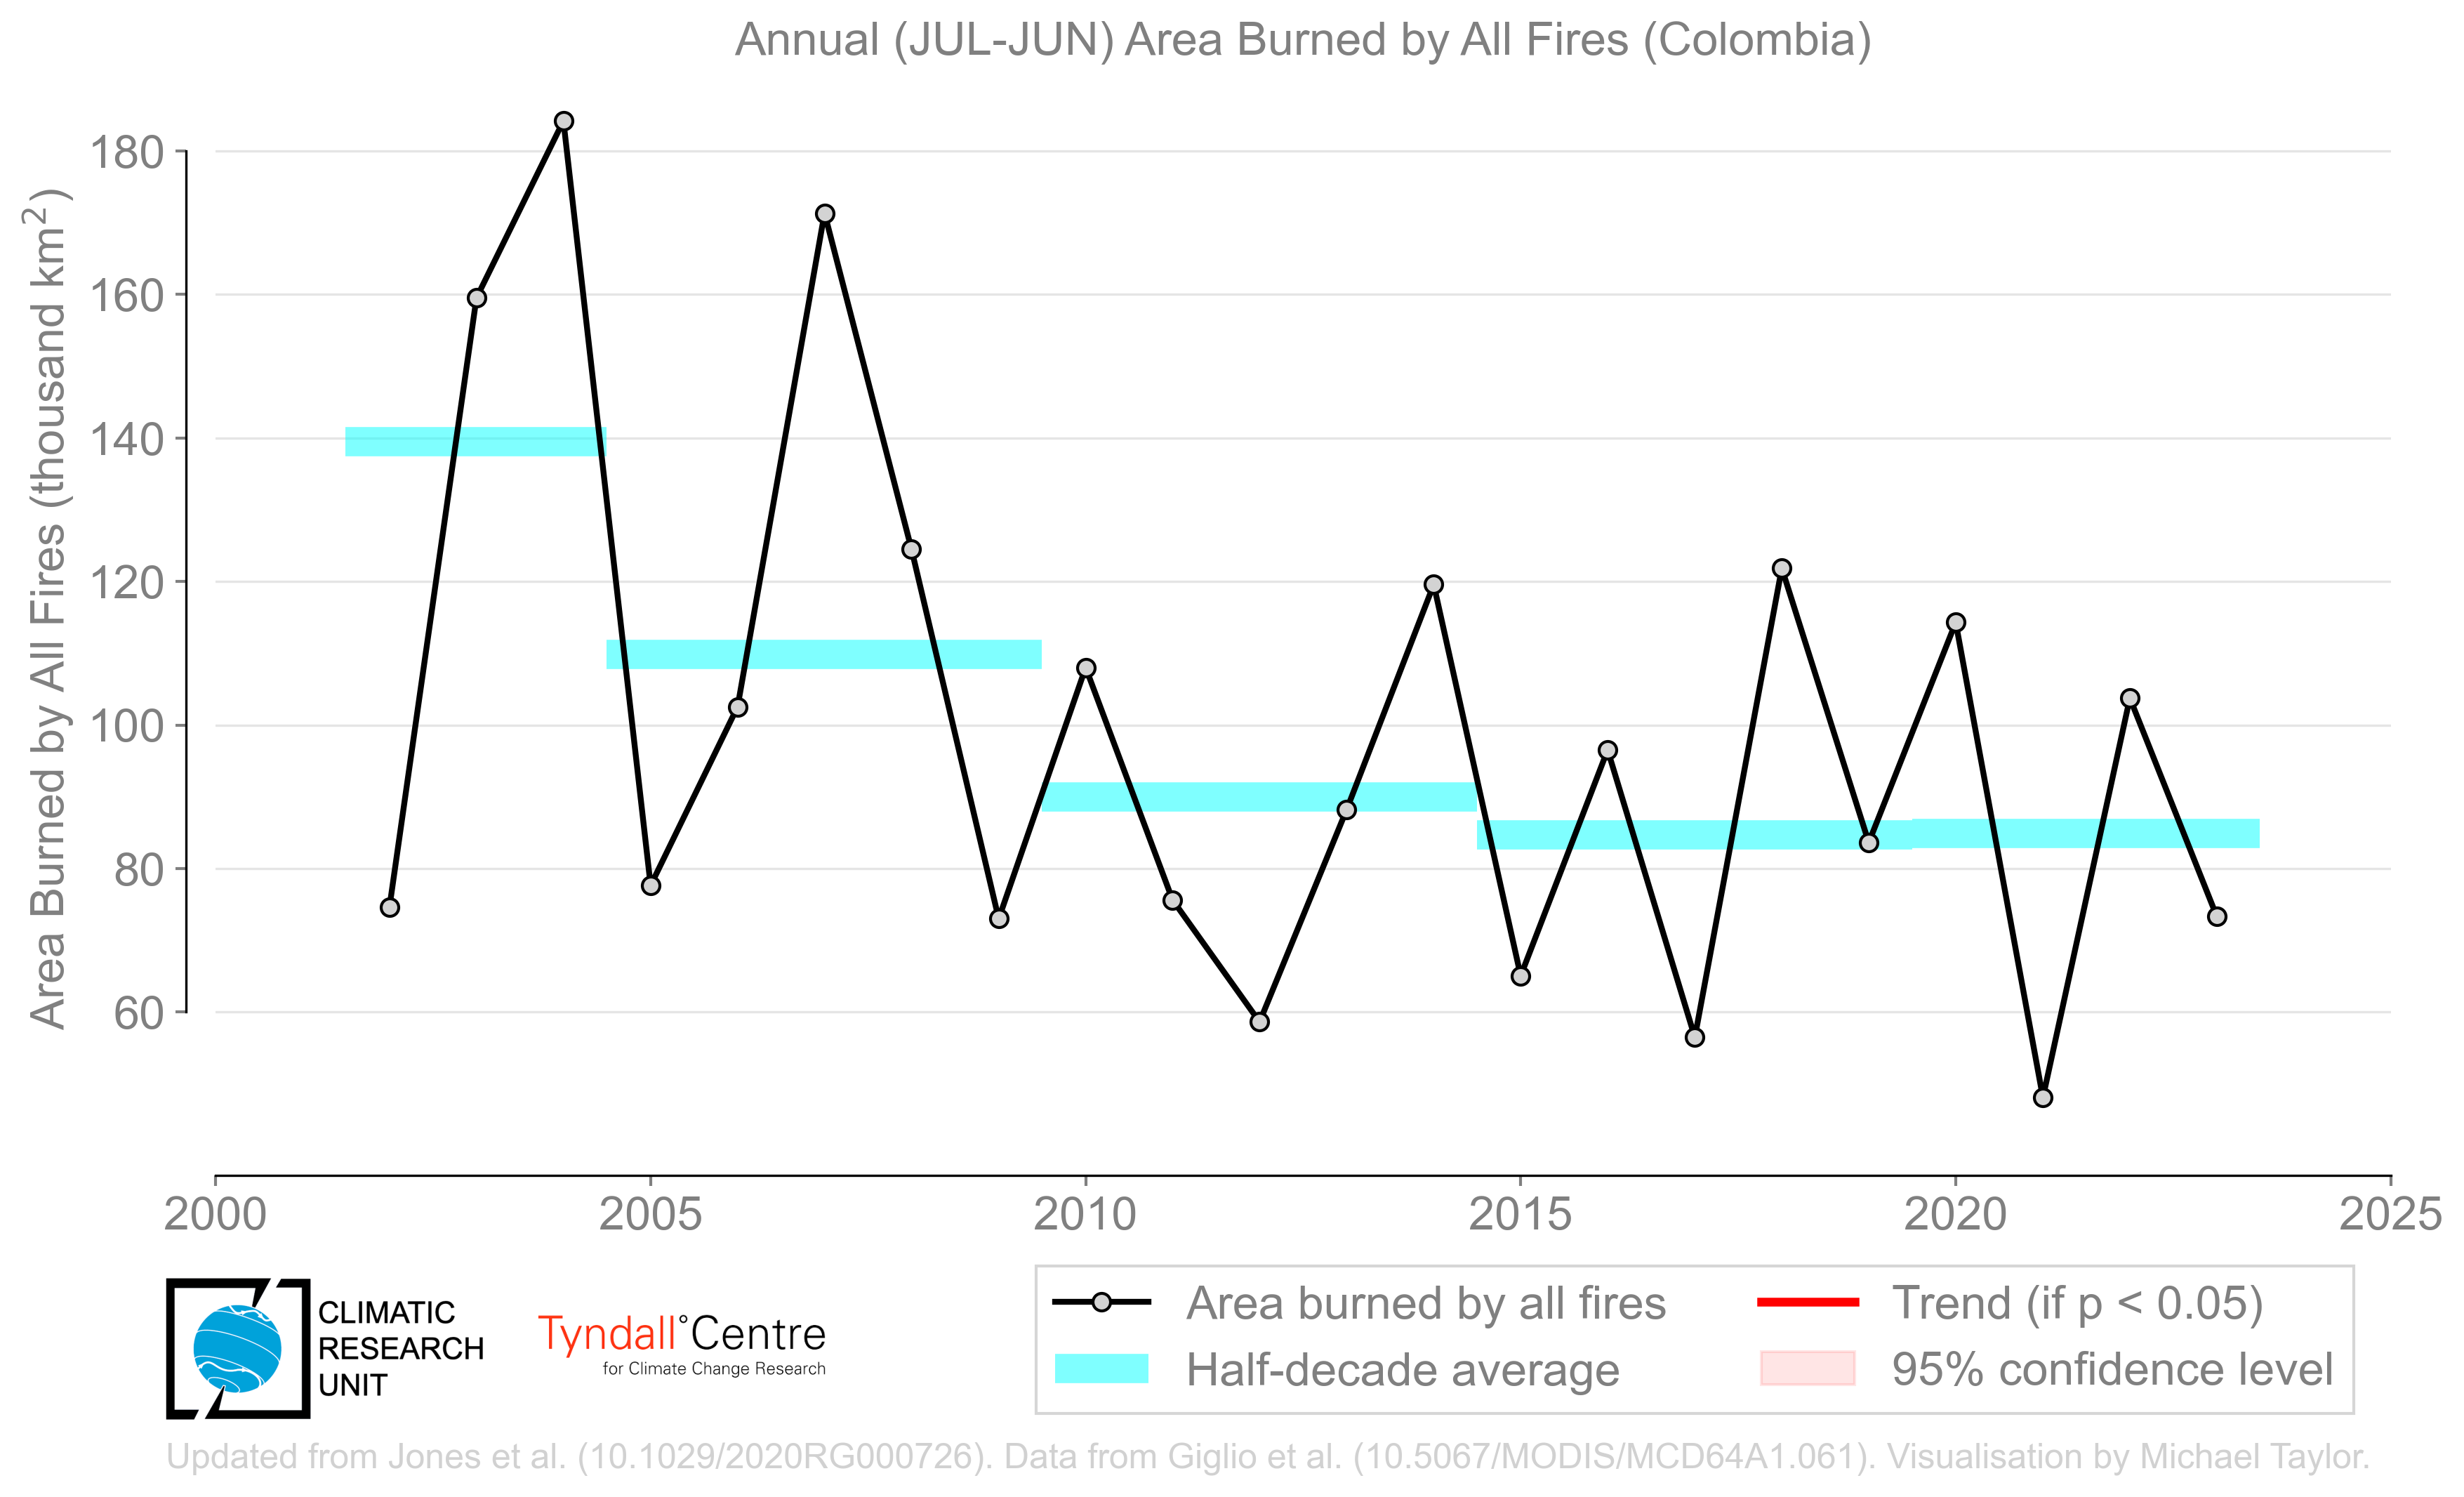 Annual (JUL-JUN) Area Burned by All Fires (Colombia)
Area Burned by All Fires (thousand km²)
180
160
140
120
100
80
60
2000 2005 2010 2015 2020 2025
CLIMATIC
RESEARCH
UNIT
Tyndall°Centre
for Climate Change Research
Area burned by all fires
Half-decade average
Trend (if p < 0.05)
95% confidence level
Updated from Jones et al. (10.1029/2020RG000726). Data from Giglio et al. (10.5067/MODIS/MCD64A1.061). Visualisation by Michael Taylor.